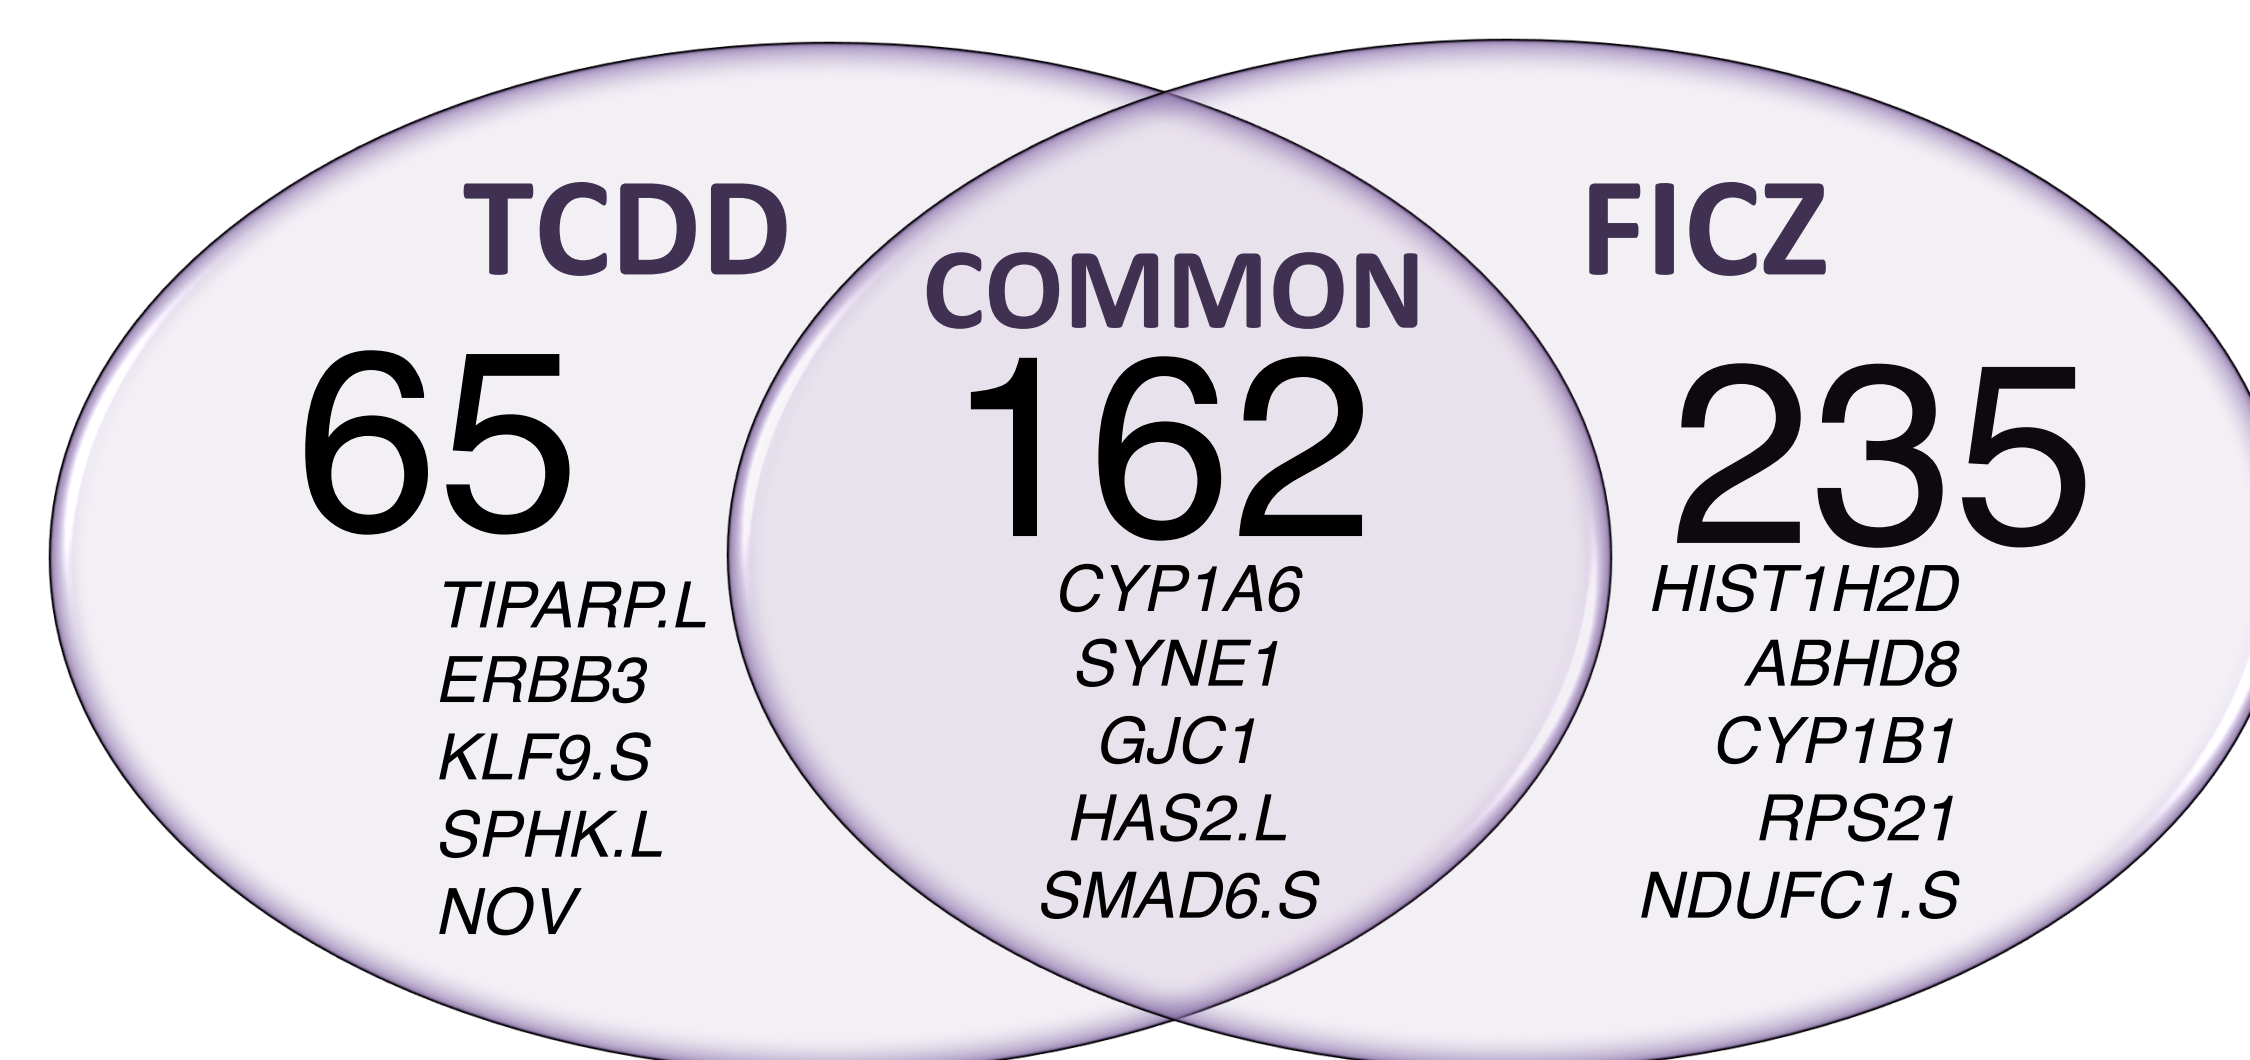 TCDD
65
TIPARP.L
ERBB3
KLF9.S
SPHK.L
NOV
COMMON
162
CYP1A6
SYNE1
GJC1
HAS2.L
SMAD6.S
FICZ
235
HIST1H2D
ABHD8
CYP1B1
RPS21
NDUFC1.S